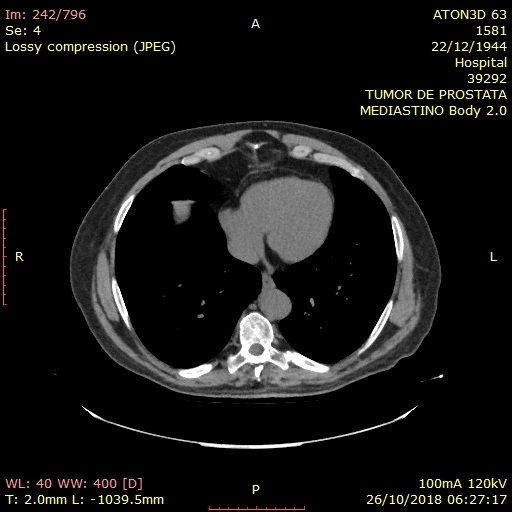 Im: 242/796
Se: 4
Lossy compression (JPEG)
A
ATON3D 63
1581
22/12/1944
Hospital
39292
TUMOR DE PROSTATA
MEDIASTINO Body 2.0
R
L
WL: 40 WW: 400 [D]
T: 2.0mm L: -1039.5mm
P
100mA 120kV
26/10/2018 06:27:17